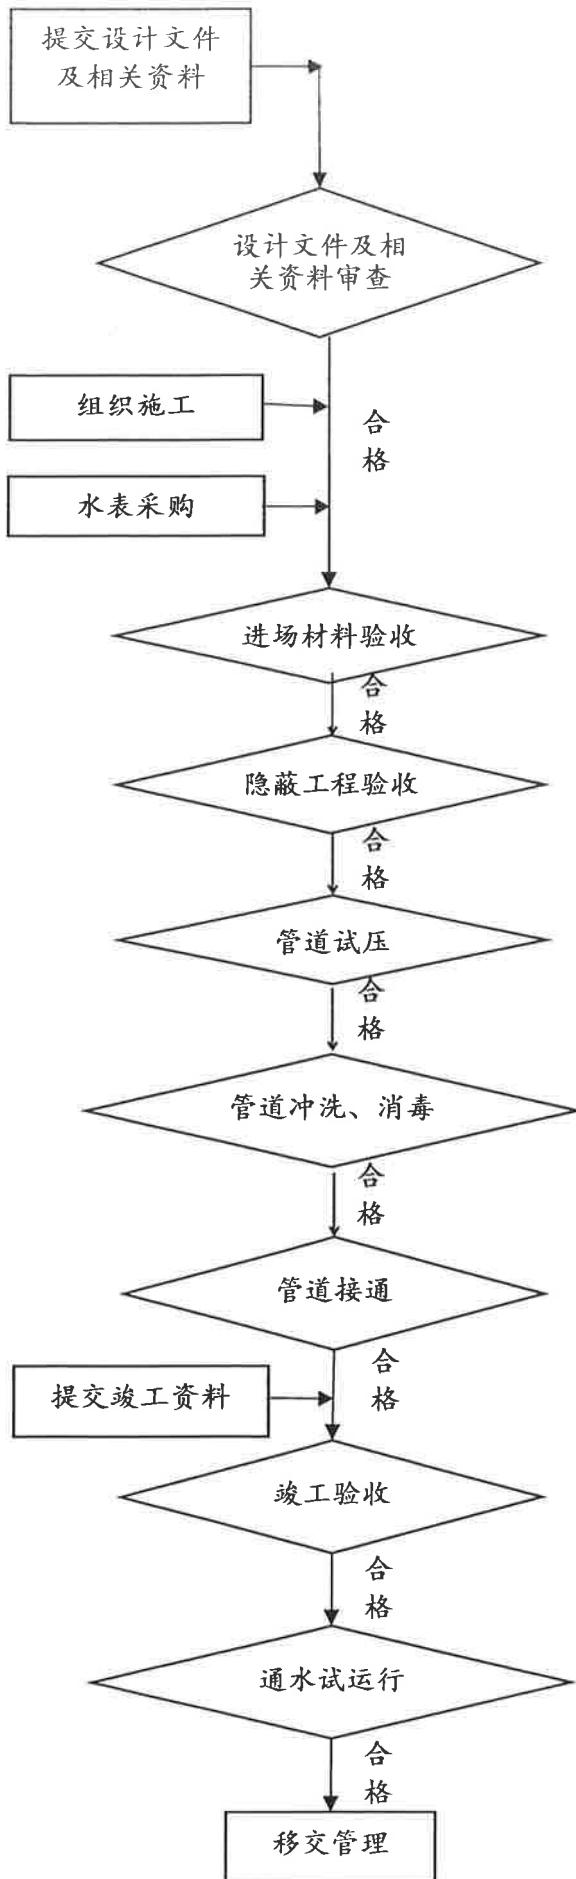 提交设计文件
及相关资料
设计文件及相
关资料审查
组织施工
合
格
水表采购
进场材料验收
合
格
隐蔽工程验收
合
格
管道试压
合
格
管道冲洗、消毒
合
格
管道接通
合
格
提交竣工资料
竣工验收
合
格
通水试运行
合
格
移交管理